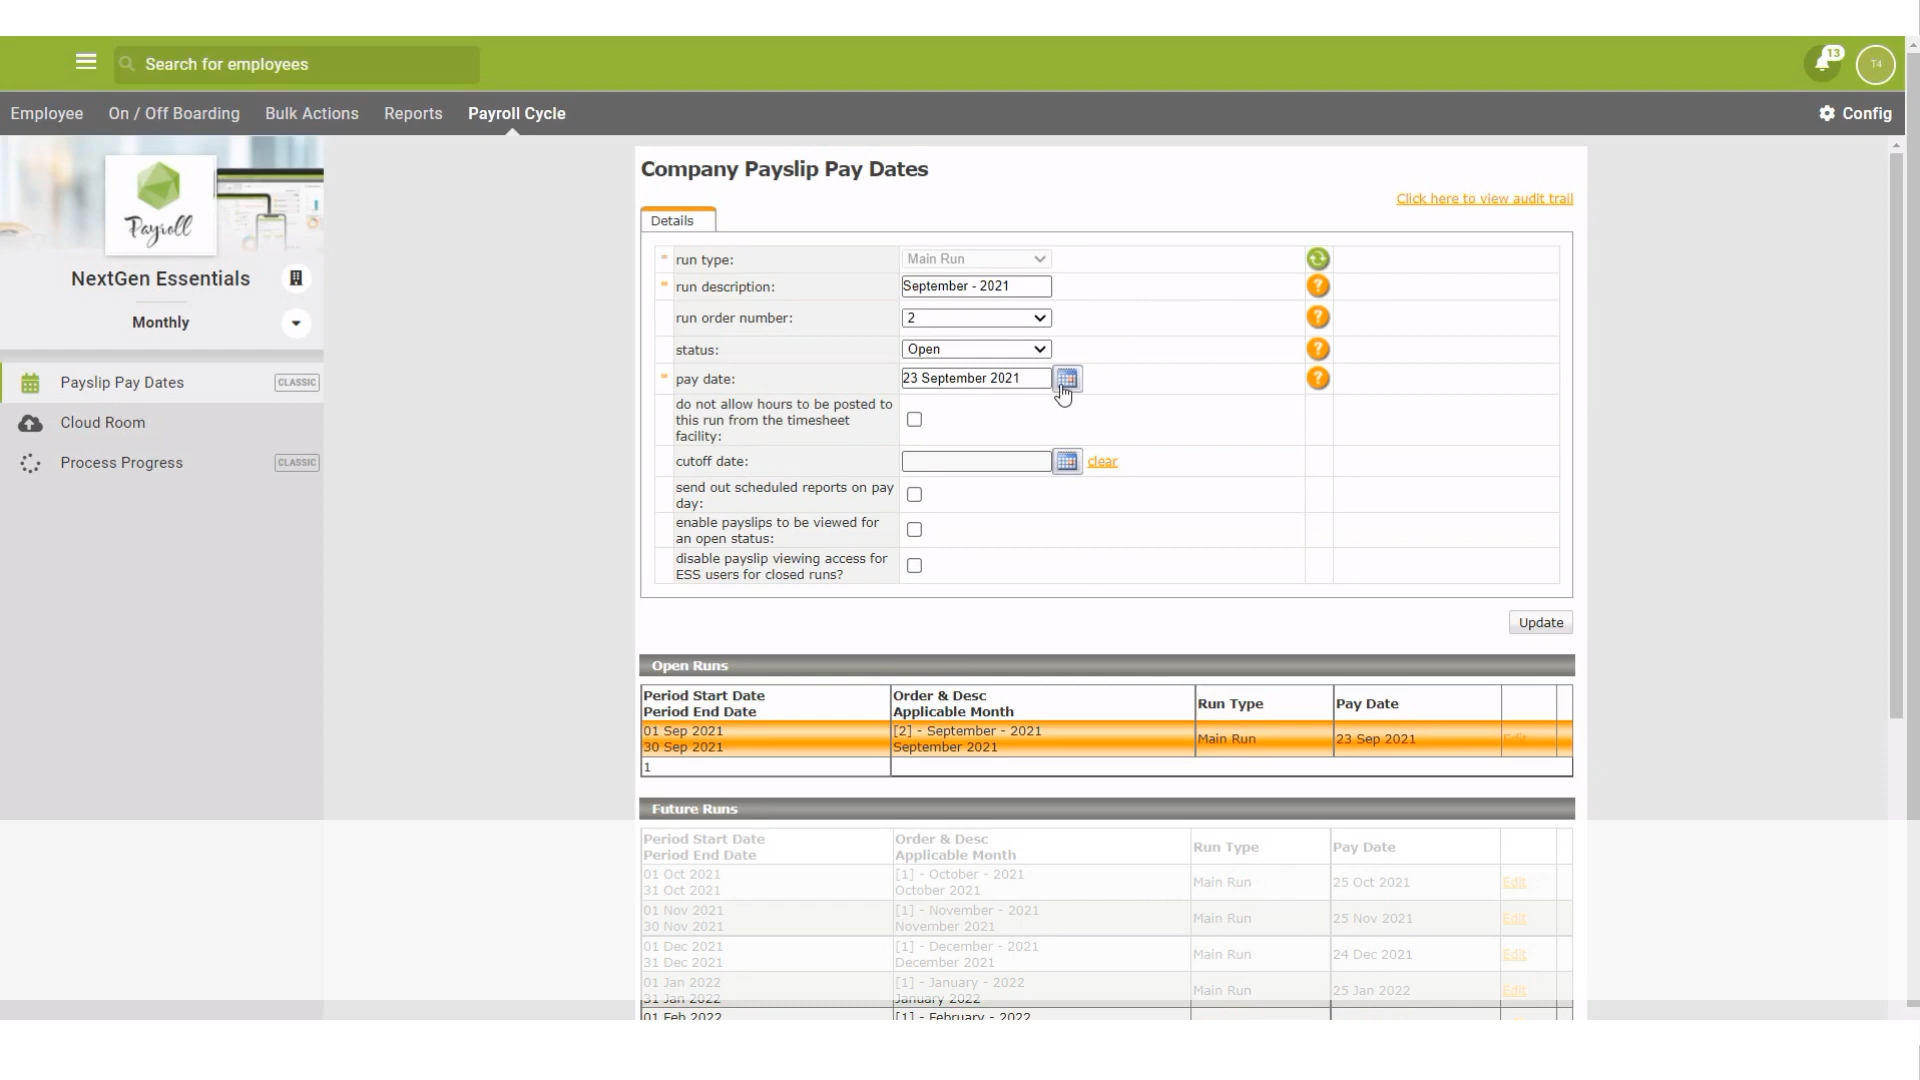 Search for employees
13
T4
Employee
On / Off Boarding
Bulk Actions
Reports
Payroll Cycle
Config
Payroll
NextGen Essentials
Monthly
Payslip Pay Dates
CLASSIC
Cloud Room
Process Progress
CLASSIC
Company Payslip Pay Dates
Click here to view audit trail
Details
* run type:
Main Run
* run description:
September - 2021
?
run order number:
2
?
status:
Open
?
* pay date:
23 September 2021
?
do not allow hours to be posted to
this run from the timesheet
facility:
cutoff date:
clear
send out scheduled reports on pay
day:
enable payslips to be viewed for
an open status:
disable payslip viewing access for
ESS users for closed runs?
Update
Open Runs
Period Start Date
Period End Date
Order & Desc
Applicable Month
Run Type
Pay Date
01 Sep 2021
30 Sep 2021
[2] - September - 2021
September 2021
Main Run
23 Sep 2021
Edit
1
Future Runs
Period Start Date
Period End Date
Order & Desc
Applicable Month
Run Type
Pay Date
01 Oct 2021
31 Oct 2021
[1] - October - 2021
October 2021
Main Run
25 Oct 2021
Edit
01 Nov 2021
30 Nov 2021
[1] - November - 2021
November 2021
Main Run
25 Nov 2021
Edit
01 Dec 2021
31 Dec 2021
[1] - December - 2021
December 2021
Main Run
24 Dec 2021
Edit
01 Jan 2022
31 Jan 2022
[1] - January - 2022
January 2022
Main Run
25 Jan 2022
Edit
01 Feb 2022
[1] - February - 2022